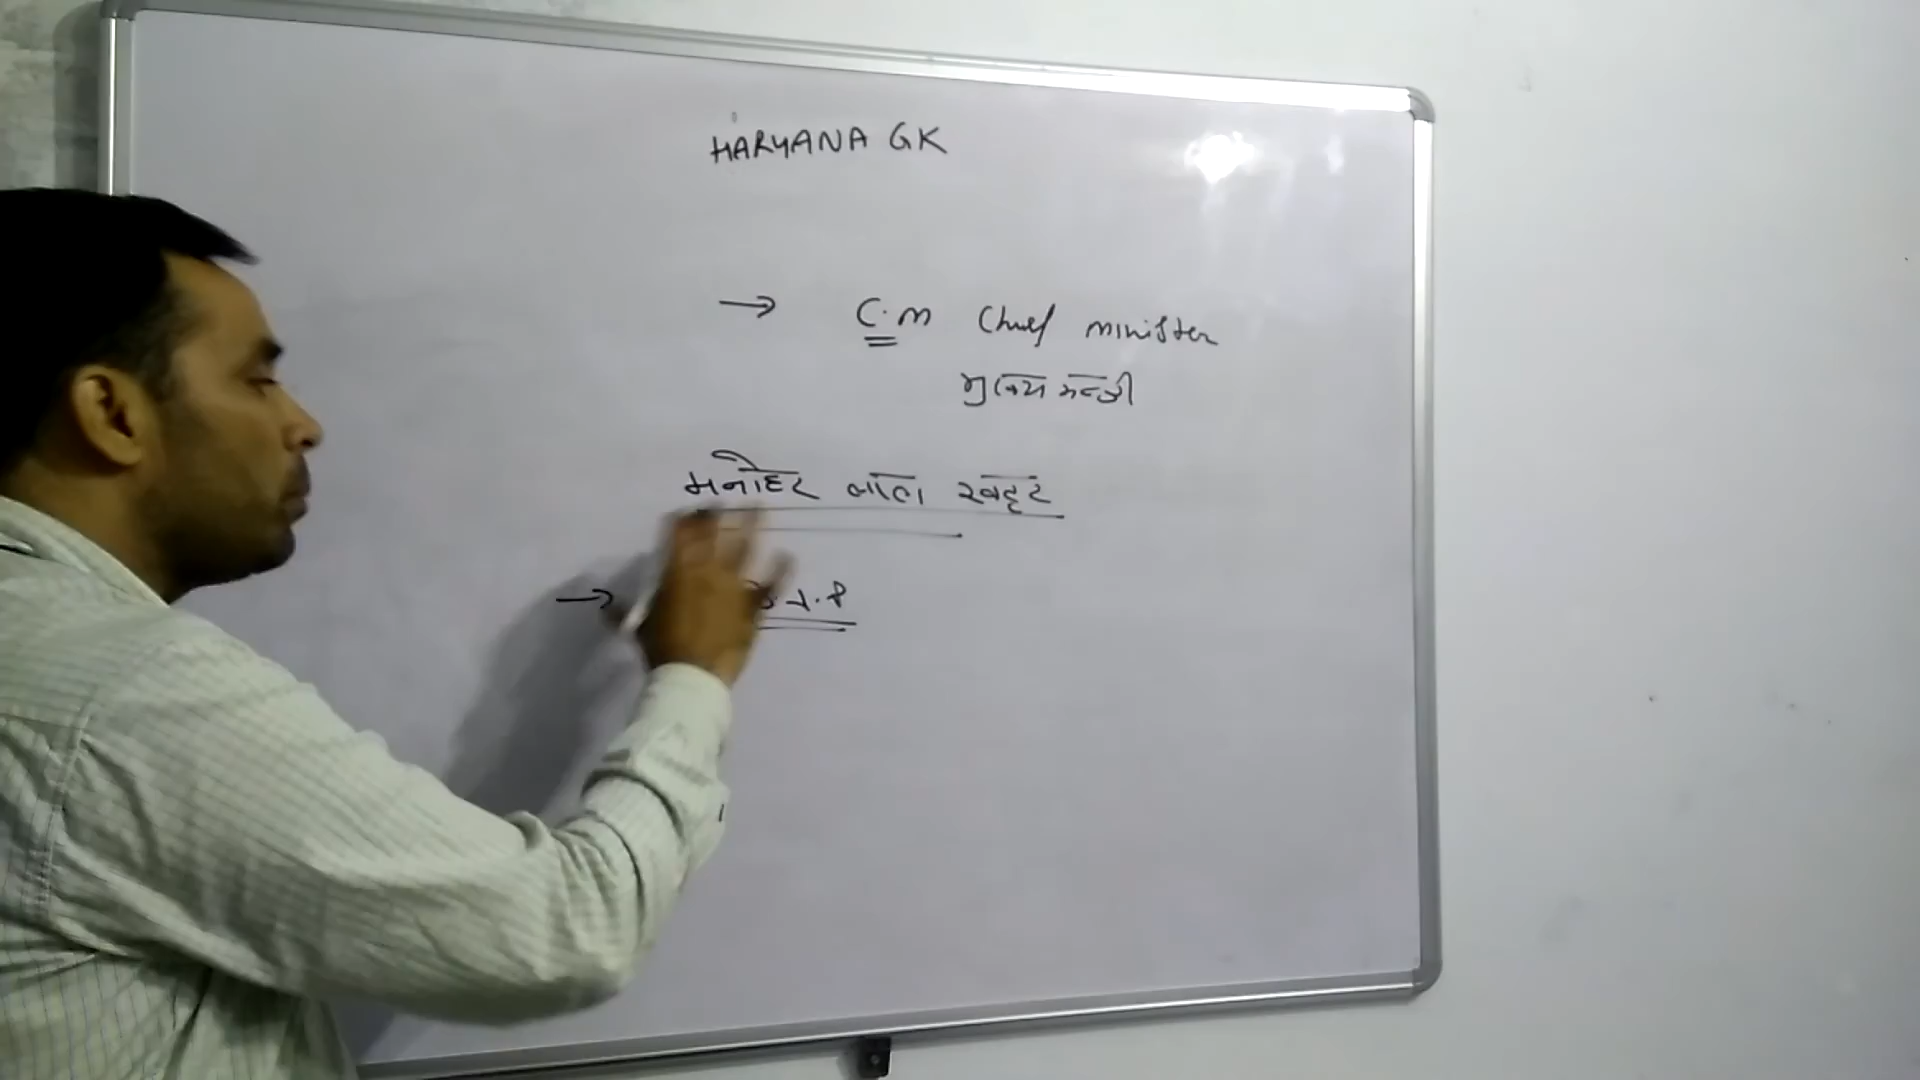 HARYANA GK
→ C.M Chief minister
मुख्य मन्त्री
मनोहर लाल खट्टर
→ B.J.P